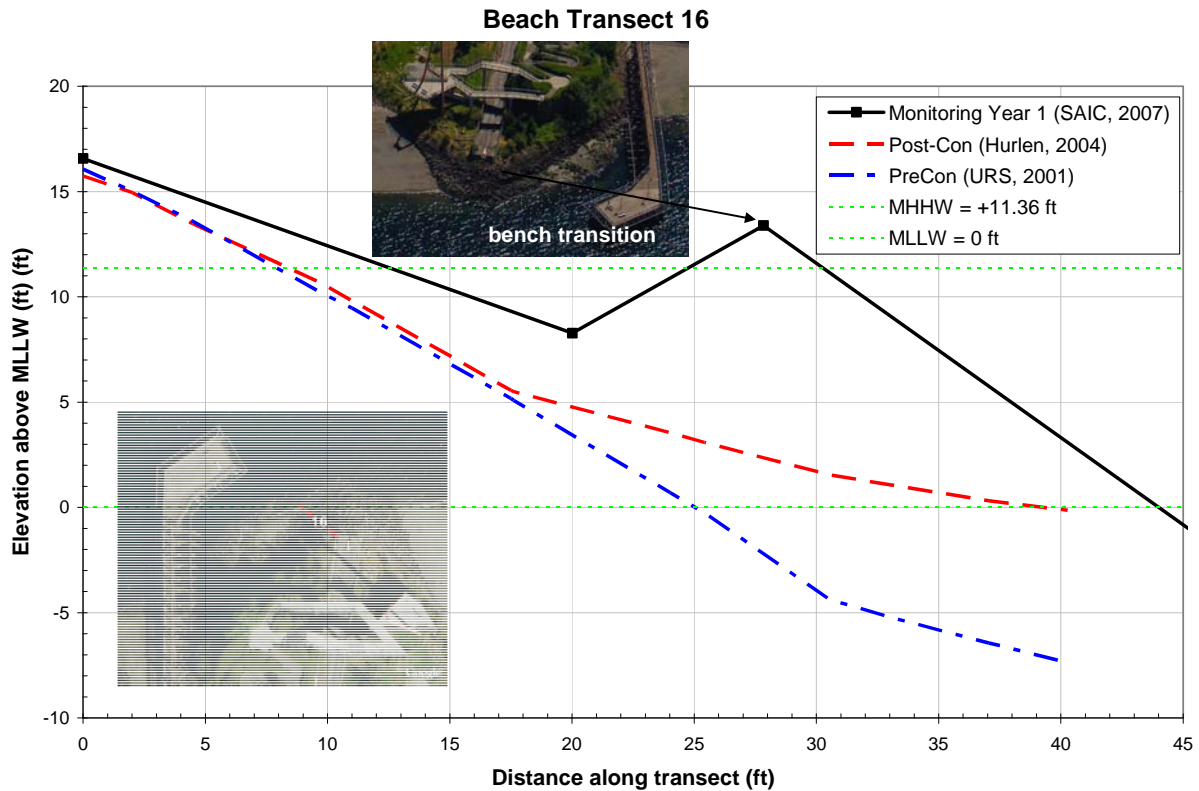 Beach Transect 16
20
15
10
5
0
-5
-10
0
5
10
15
20
25
30
35
40
45
Elevation above MLLW (ft) (ft)
Distance along transect (ft)
Monitoring Year 1 (SAIC, 2007)
Post-Con (Hurlen, 2004)
PreCon (URS, 2001)
MHHW = +11.36 ft
MLLW = 0 ft
bench transition
16
Google